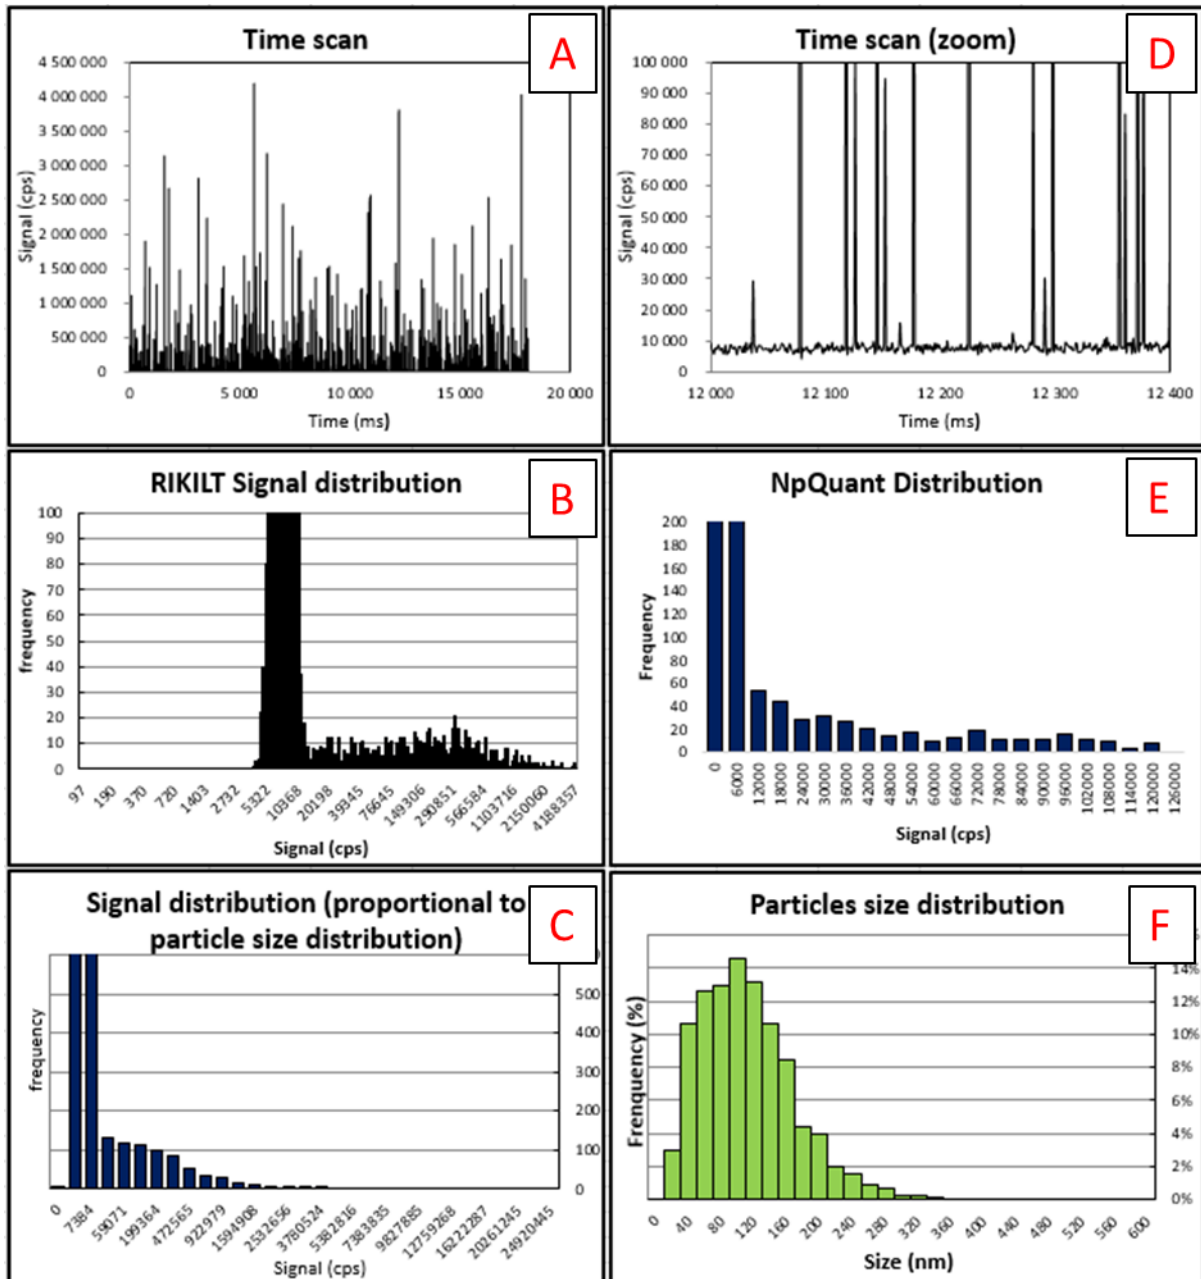 Time scan
A
4 500 000
4 000 000
3 500 000
3 000 000
2 500 000
2 000 000
1 500 000
1 000 000
500 000
0
Signal (cps)
0 5 000 10 000 15 000 20 000
Time (ms)
Time scan (zoom)
D
100 000
90 000
80 000
70 000
60 000
50 000
40 000
30 000
20 000
10 000
0
Signal (cps)
12 000 12 100 12 200 12 300 12 400
Time (ms)
RIKILT Signal distribution
B
100
90
80
70
60
50
40
30
20
10
0
frequency
97 190 370 720 1403 2732 5322 10368 20198 39345 76645 149306 290851 566584 1103716 2150060 4188357
Signal (cps)
NpQuant Distribution
E
200
180
160
140
120
100
80
60
40
20
0
Frequency
0 6000 12000 18000 24000 30000 36000 42000 48000 54000 60000 66000 72000 78000 84000 90000 96000 102000 108000 114000 120000 126000
Signal (cps)
Signal distribution (proportional to
particle size distribution)
C
500
400
300
200
100
0
frequency
0 7384 59071 199364 472565 922979 1594908 2532656 3780524 5382816 7383835 9827885 12759268 16222287 20261245 24920445
Signal (cps)
Particles size distribution
F
14%
12%
10%
8%
6%
4%
2%
0%
Frenquency (%)
0 40 80 120 160 200 240 280 320 360 400 440 480 520 560 600
Size (nm)